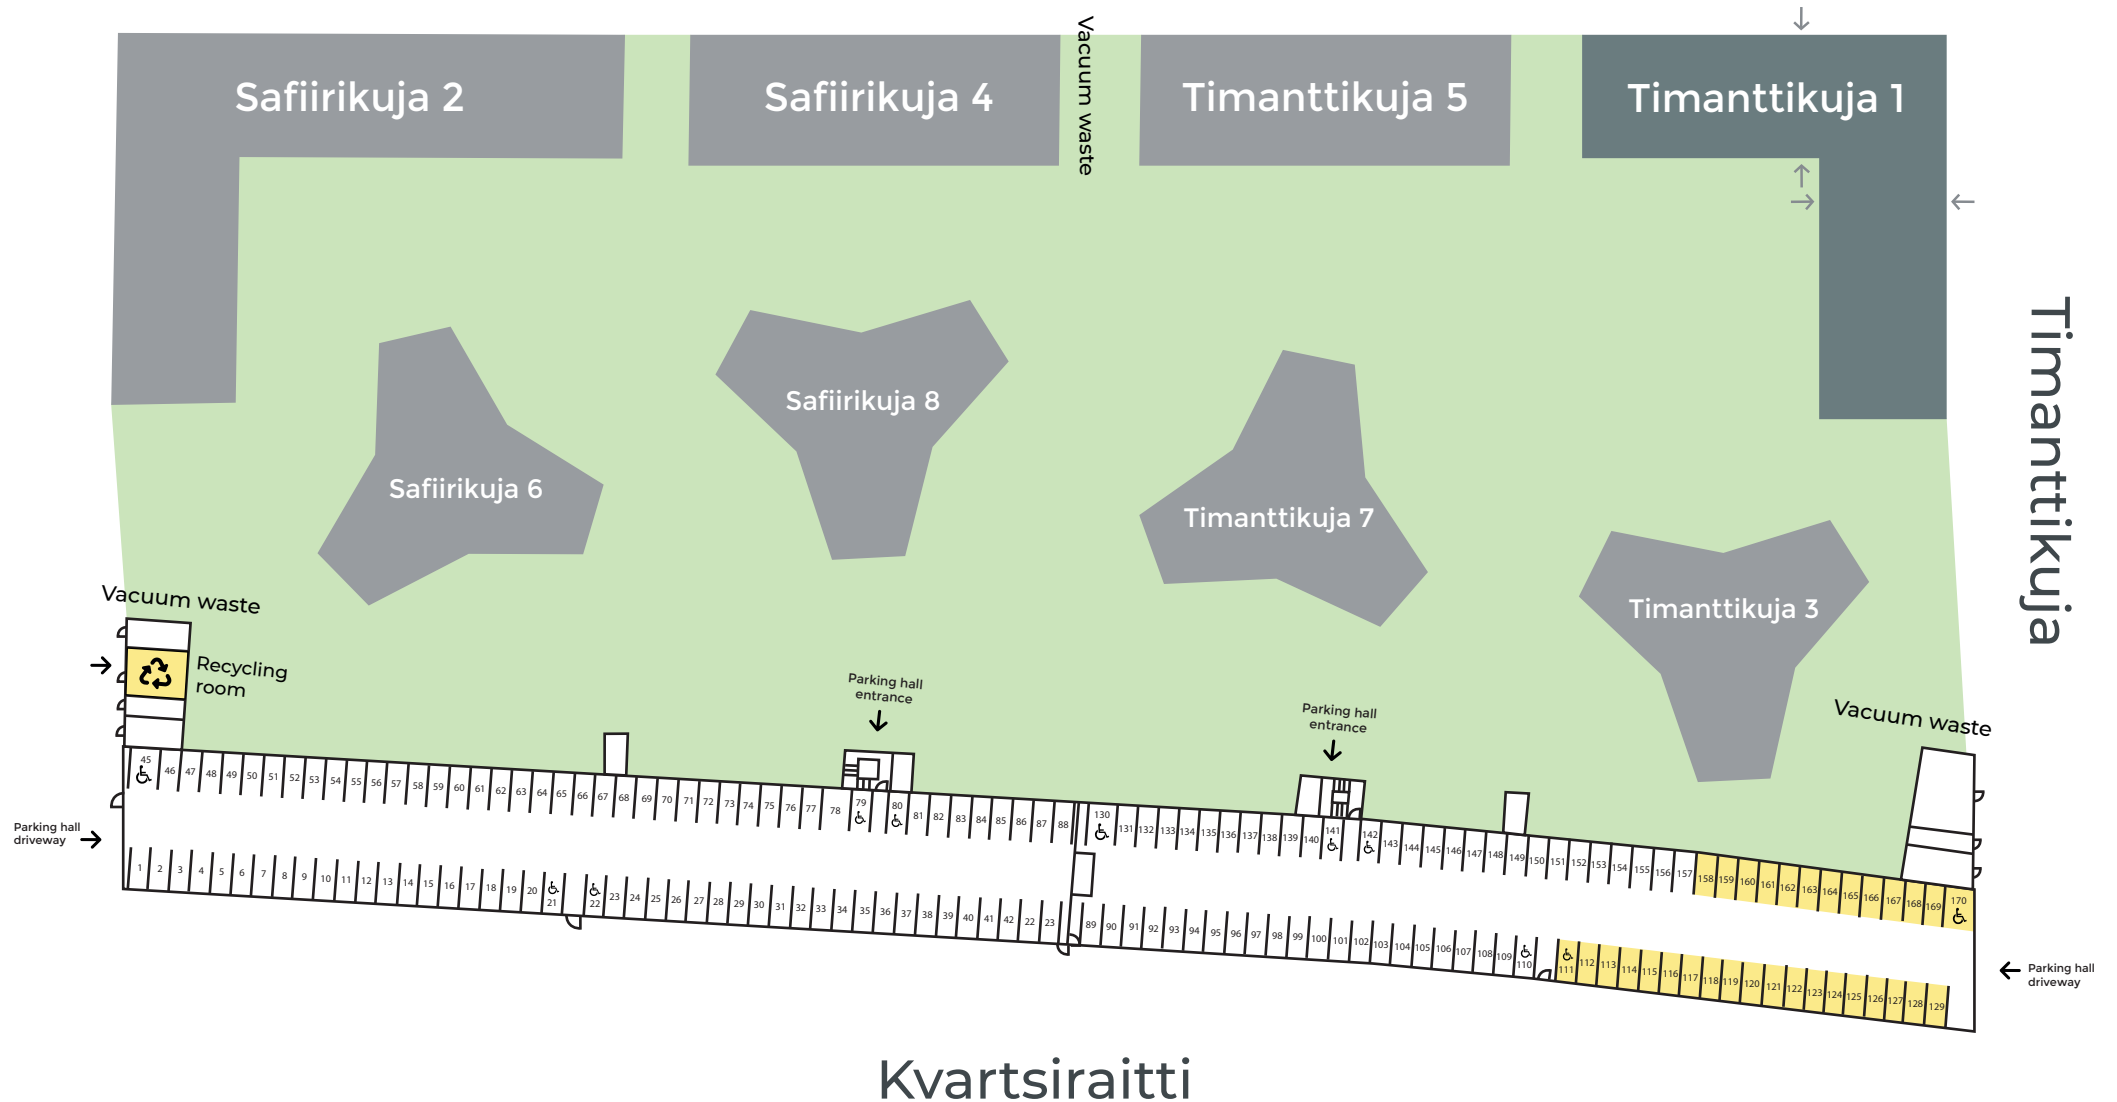 Safiirikuja 2
Safiirikuja 4
Vacuum waste
Timanttikuja 5
Timanttikuja 1
Timanttikuja
Safiirikuja 6
Safiirikuja 8
Timanttikuja 7
Timanttikuja 3
Vacuum waste
Recycling
room
Parking hall
entrance
Parking hall
entrance
Vacuum waste
Parking hall
driveway
45 46 47 48 49 50 51 52 53 54 55 56 57 58 59 60 61 62 63 64 65 66 67 68 69 70 71 72 73 74 75 76 77 78 79 80 81 82 83 84 85 86 87 88
130 131 132 133 134 135 136 137 138 139 140 141 142 143 144 145 146 147 148 149 150 151 152 153 154 155 156 157 158 159 160 161 162 163 164 165 166 167 168 169 170
1 2 3 4 5 6 7 8 9 10 11 12 13 14 15 16 17 18 19 20 21 22 23 24 25 26 27 28 29 30 31 32 33 34 35 36 37 38 39 40 41 42 22 23
89 90 91 92 93 94 95 96 97 98 99 100 101 102 103 104 105 106 107 108 109 110 111 112 113 114 115 116 117 118 119 120 121 122 123 124 125 126 127 128 129
Parking hall
driveway
Kvartsiraitti